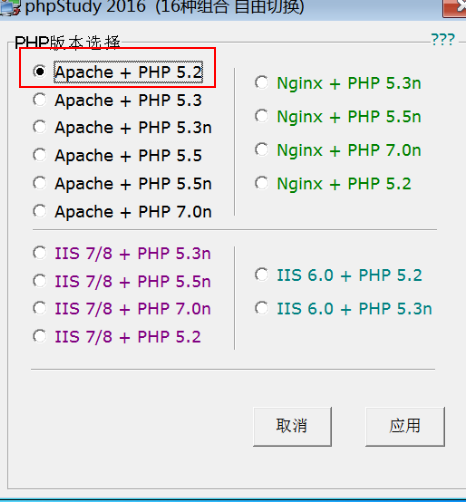 phpStudy 2016 (16种组合 自由切换)
PHP版本选择
???
Apache + PHP 5.2
Apache + PHP 5.3
Apache + PHP 5.3n
Apache + PHP 5.5
Apache + PHP 5.5n
Apache + PHP 7.0n
Nginx + PHP 5.3n
Nginx + PHP 5.5n
Nginx + PHP 7.0n
Nginx + PHP 5.2
IIS 7/8 + PHP 5.3n
IIS 7/8 + PHP 5.5n
IIS 7/8 + PHP 7.0n
IIS 7/8 + PHP 5.2
IIS 6.0 + PHP 5.2
IIS 6.0 + PHP 5.3n
取消
应用